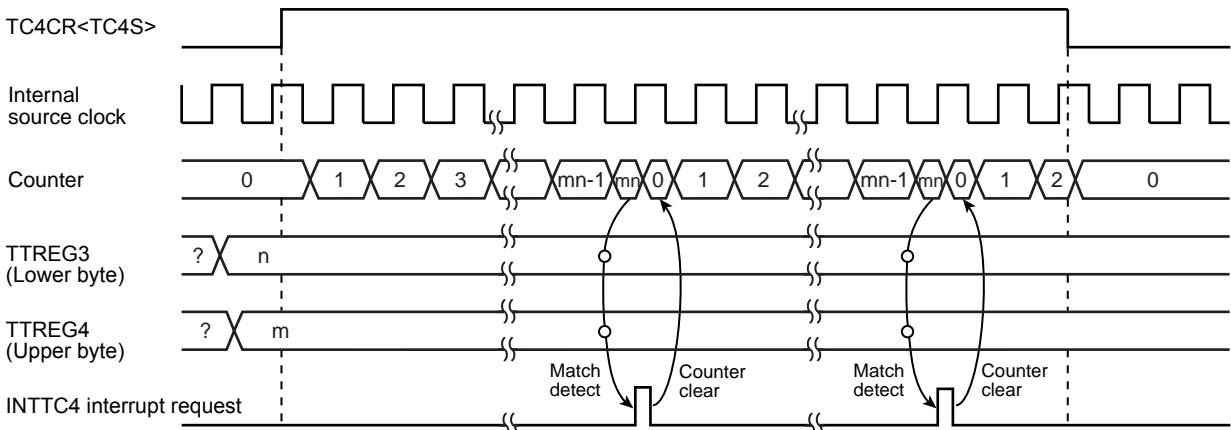 TC4CR<TC4S>
Internal
source clock
Counter
0 1 2 3 mn-1 mn 0 1 2 mn-1 mn 0 1 2 0
TTREG3
(Lower byte)
? n
TTREG4
(Upper byte)
? m
Match
detect
Counter
clear
Match
detect
Counter
clear
INTTC4 interrupt request